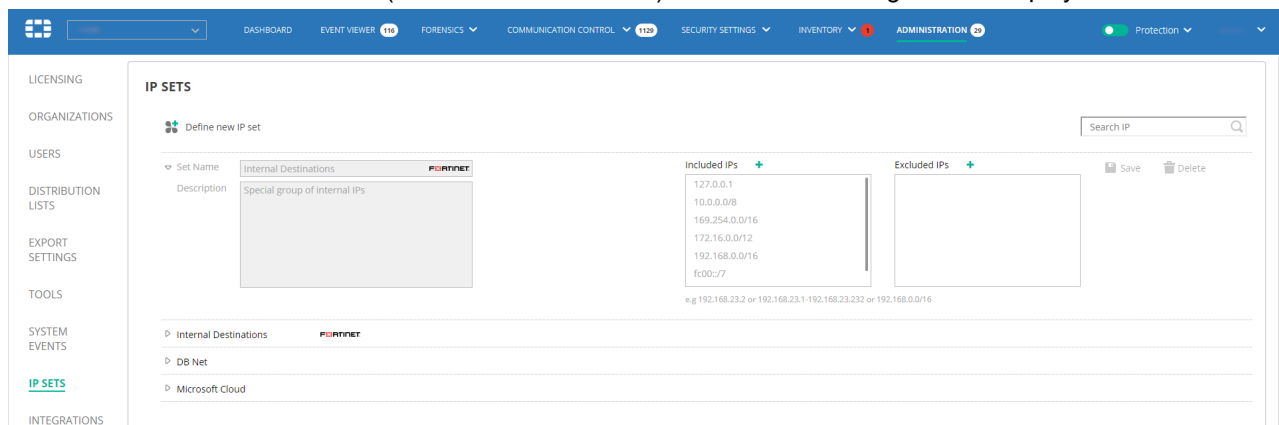 DASHBOARD EVENT VIEWER 116 FORENSICS COMMUNICATION CONTROL 1129 SECURITY SETTINGS INVENTORY 1 ADMINISTRATION 29 Protection
LICENSING
ORGANIZATIONS
USERS
DISTRIBUTION
LISTS
EXPORT
SETTINGS
TOOLS
SYSTEM
EVENTS
IP SETS
INTEGRATIONS
IP SETS
Define new IP set
Search IP
Set Name Internal Destinations FORTINET
Description Special group of internal IPs
Included IPs +
127.0.0.1
10.0.0.0/8
169.254.0.0/16
172.16.0.0/12
192.168.0.0/16
fc00::/7
Excluded IPs +
Save Delete
e.g 192.168.23.2 or 192.168.23.1-192.168.23.232 or 192.168.0.0/16
Internal Destinations FORTINET
DB Net
Microsoft Cloud